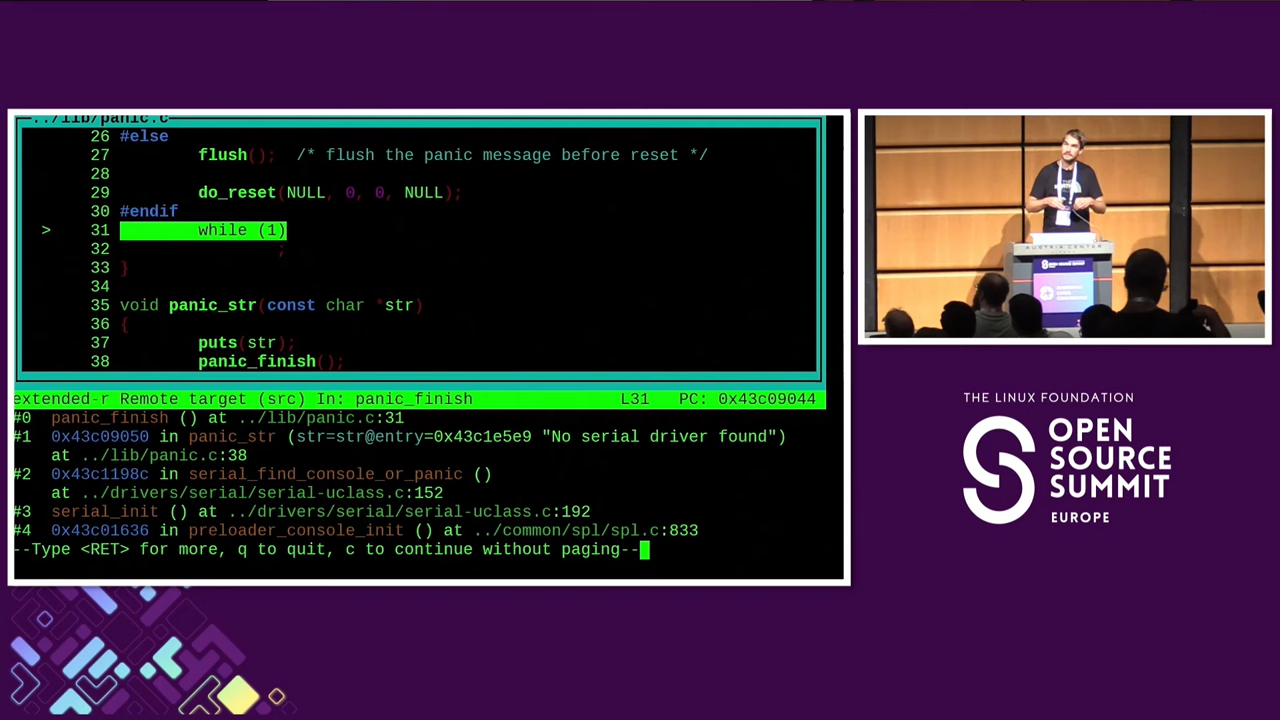 ../lib/panic.c
26 #else
27 flush(); /* flush the panic message before reset */
28
29 do_reset(NULL, 0, 0, NULL);
30 #endif
> 31 while (1)
32 ;
33 }
34
35 void panic_str(const char *str)
36 {
37 puts(str);
38 panic_finish();
extended-r Remote target (src) In: panic_finish L31 PC: 0x43c09044
#0 panic_finish () at ../lib/panic.c:31
#1 0x43c09050 in panic_str (str=str@entry=0x43c1e5e9 "No serial driver found")
at ../lib/panic.c:38
#2 0x43c1198c in serial_find_console_or_panic ()
at ../drivers/serial/serial-uclass.c:152
#3 serial_init () at ../drivers/serial/serial-uclass.c:192
#4 0x43c01636 in preloader_console_init () at ../common/spl/spl.c:833
--Type <RET> for more, q to quit, c to continue without paging--
AUSTRIA CENTER
THE LINUX FOUNDATION
OPEN
SOURCE
SUMMIT
EUROPE